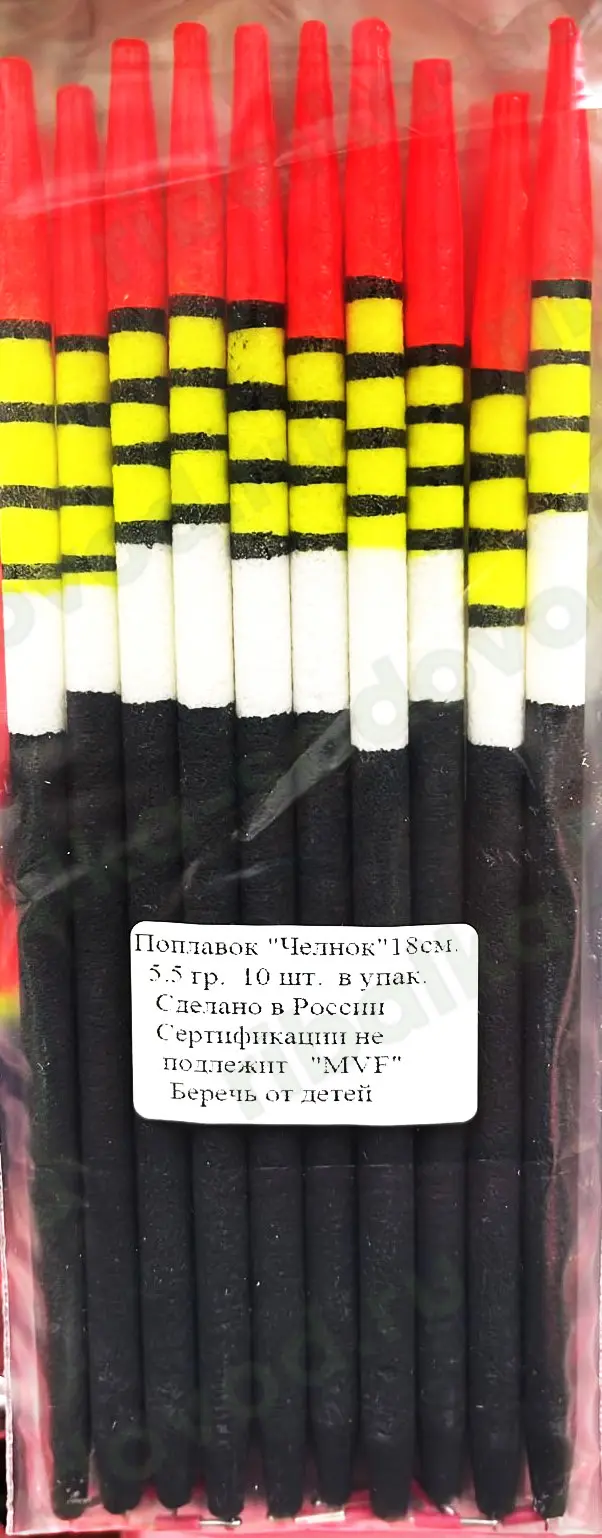 Поплавок "Челнок"18см.
5.5 гр. 10 шт. в упак.
Сделано в России
Сертификации не
подлежит "MVF"
Беречь от детей